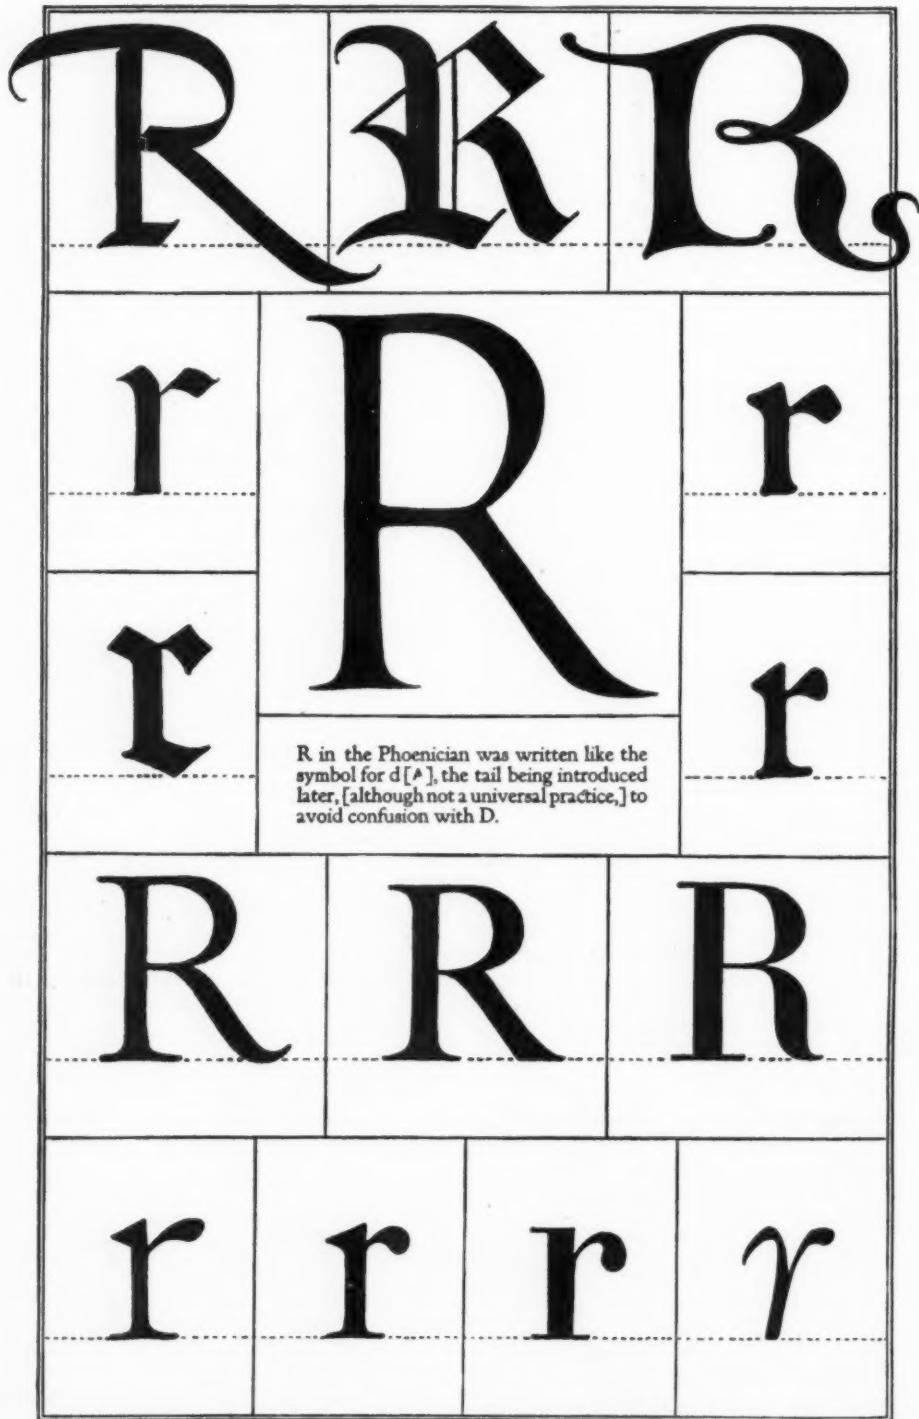 R R R
r R r
r r
R in the Phoenician was written like the
symbol for d [𐤓], the tail being introduced
later, [although not a universal practice,] to
avoid confusion with D.
R R R
r r r r